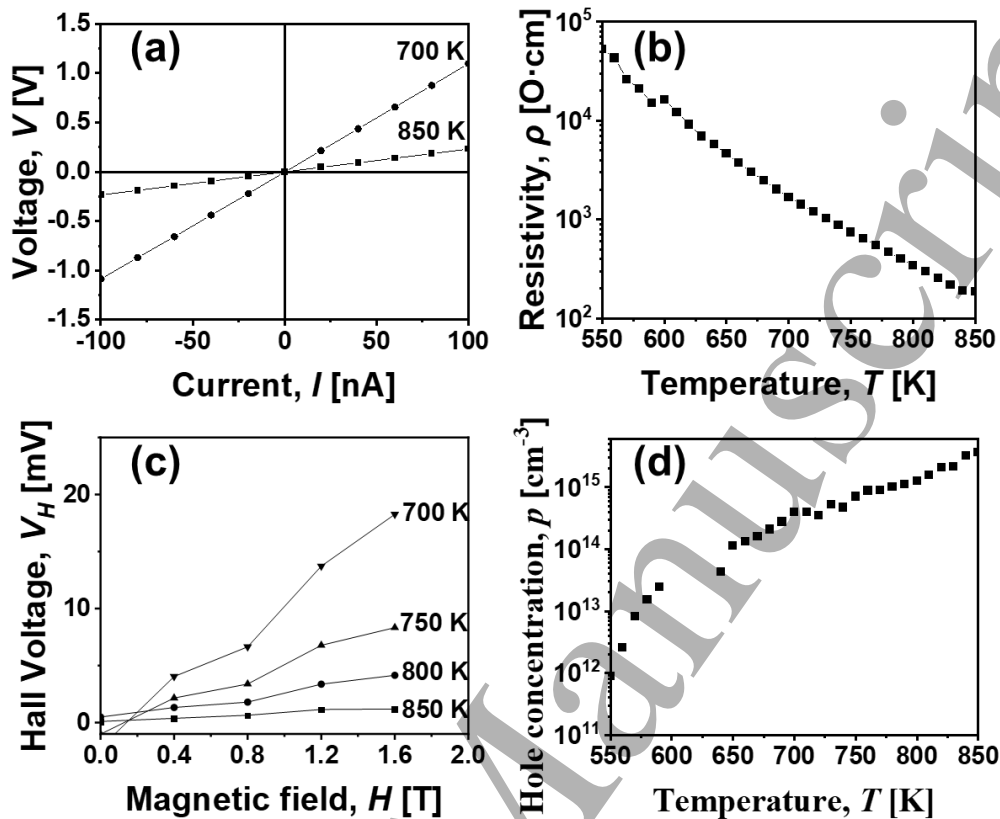 (a)
Voltage, V [V]
1.5
1.0
0.5
0.0
-0.5
-1.0
-1.5
700 K
850 K
-100 -50 0 50 100
Current, I [nA]
(b)
Resistivity, ρ [O·cm]
10⁵
10⁴
10³
10²
550 600 650 700 750 800 850
Temperature, T [K]
(c)
Hall Voltage, V_H [mV]
20
10
0
700 K
750 K
800 K
850 K
0.0 0.4 0.8 1.2 1.6 2.0
Magnetic field, H [T]
(d)
Hole concentration, p [cm⁻³]
10¹⁵
10¹⁴
10¹³
10¹²
10¹¹
550 600 650 700 750 800 850
Temperature, T [K]
Manuscrip